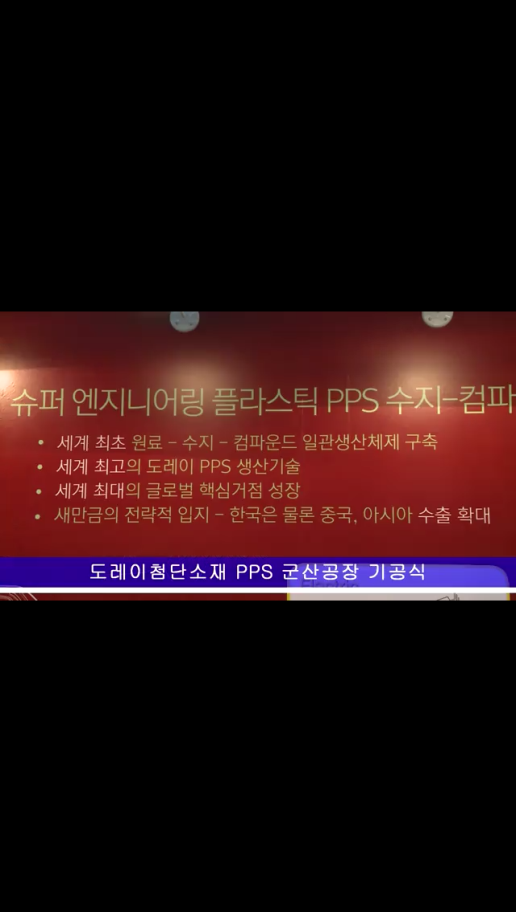 슈퍼 엔지니어링 플라스틱 PPS 수지-컴파
• 세계 최초 원료 - 수지 - 컴파운드 일관생산체제 구축
• 세계 최고의 도레이 PPS 생산기술
• 세계 최대의 글로벌 핵심거점 성장
• 새만금의 전략적 입지 - 한국은 물론 중국, 아시아 수출 확대
도레이첨단소재 PPS 군산공장 기공식